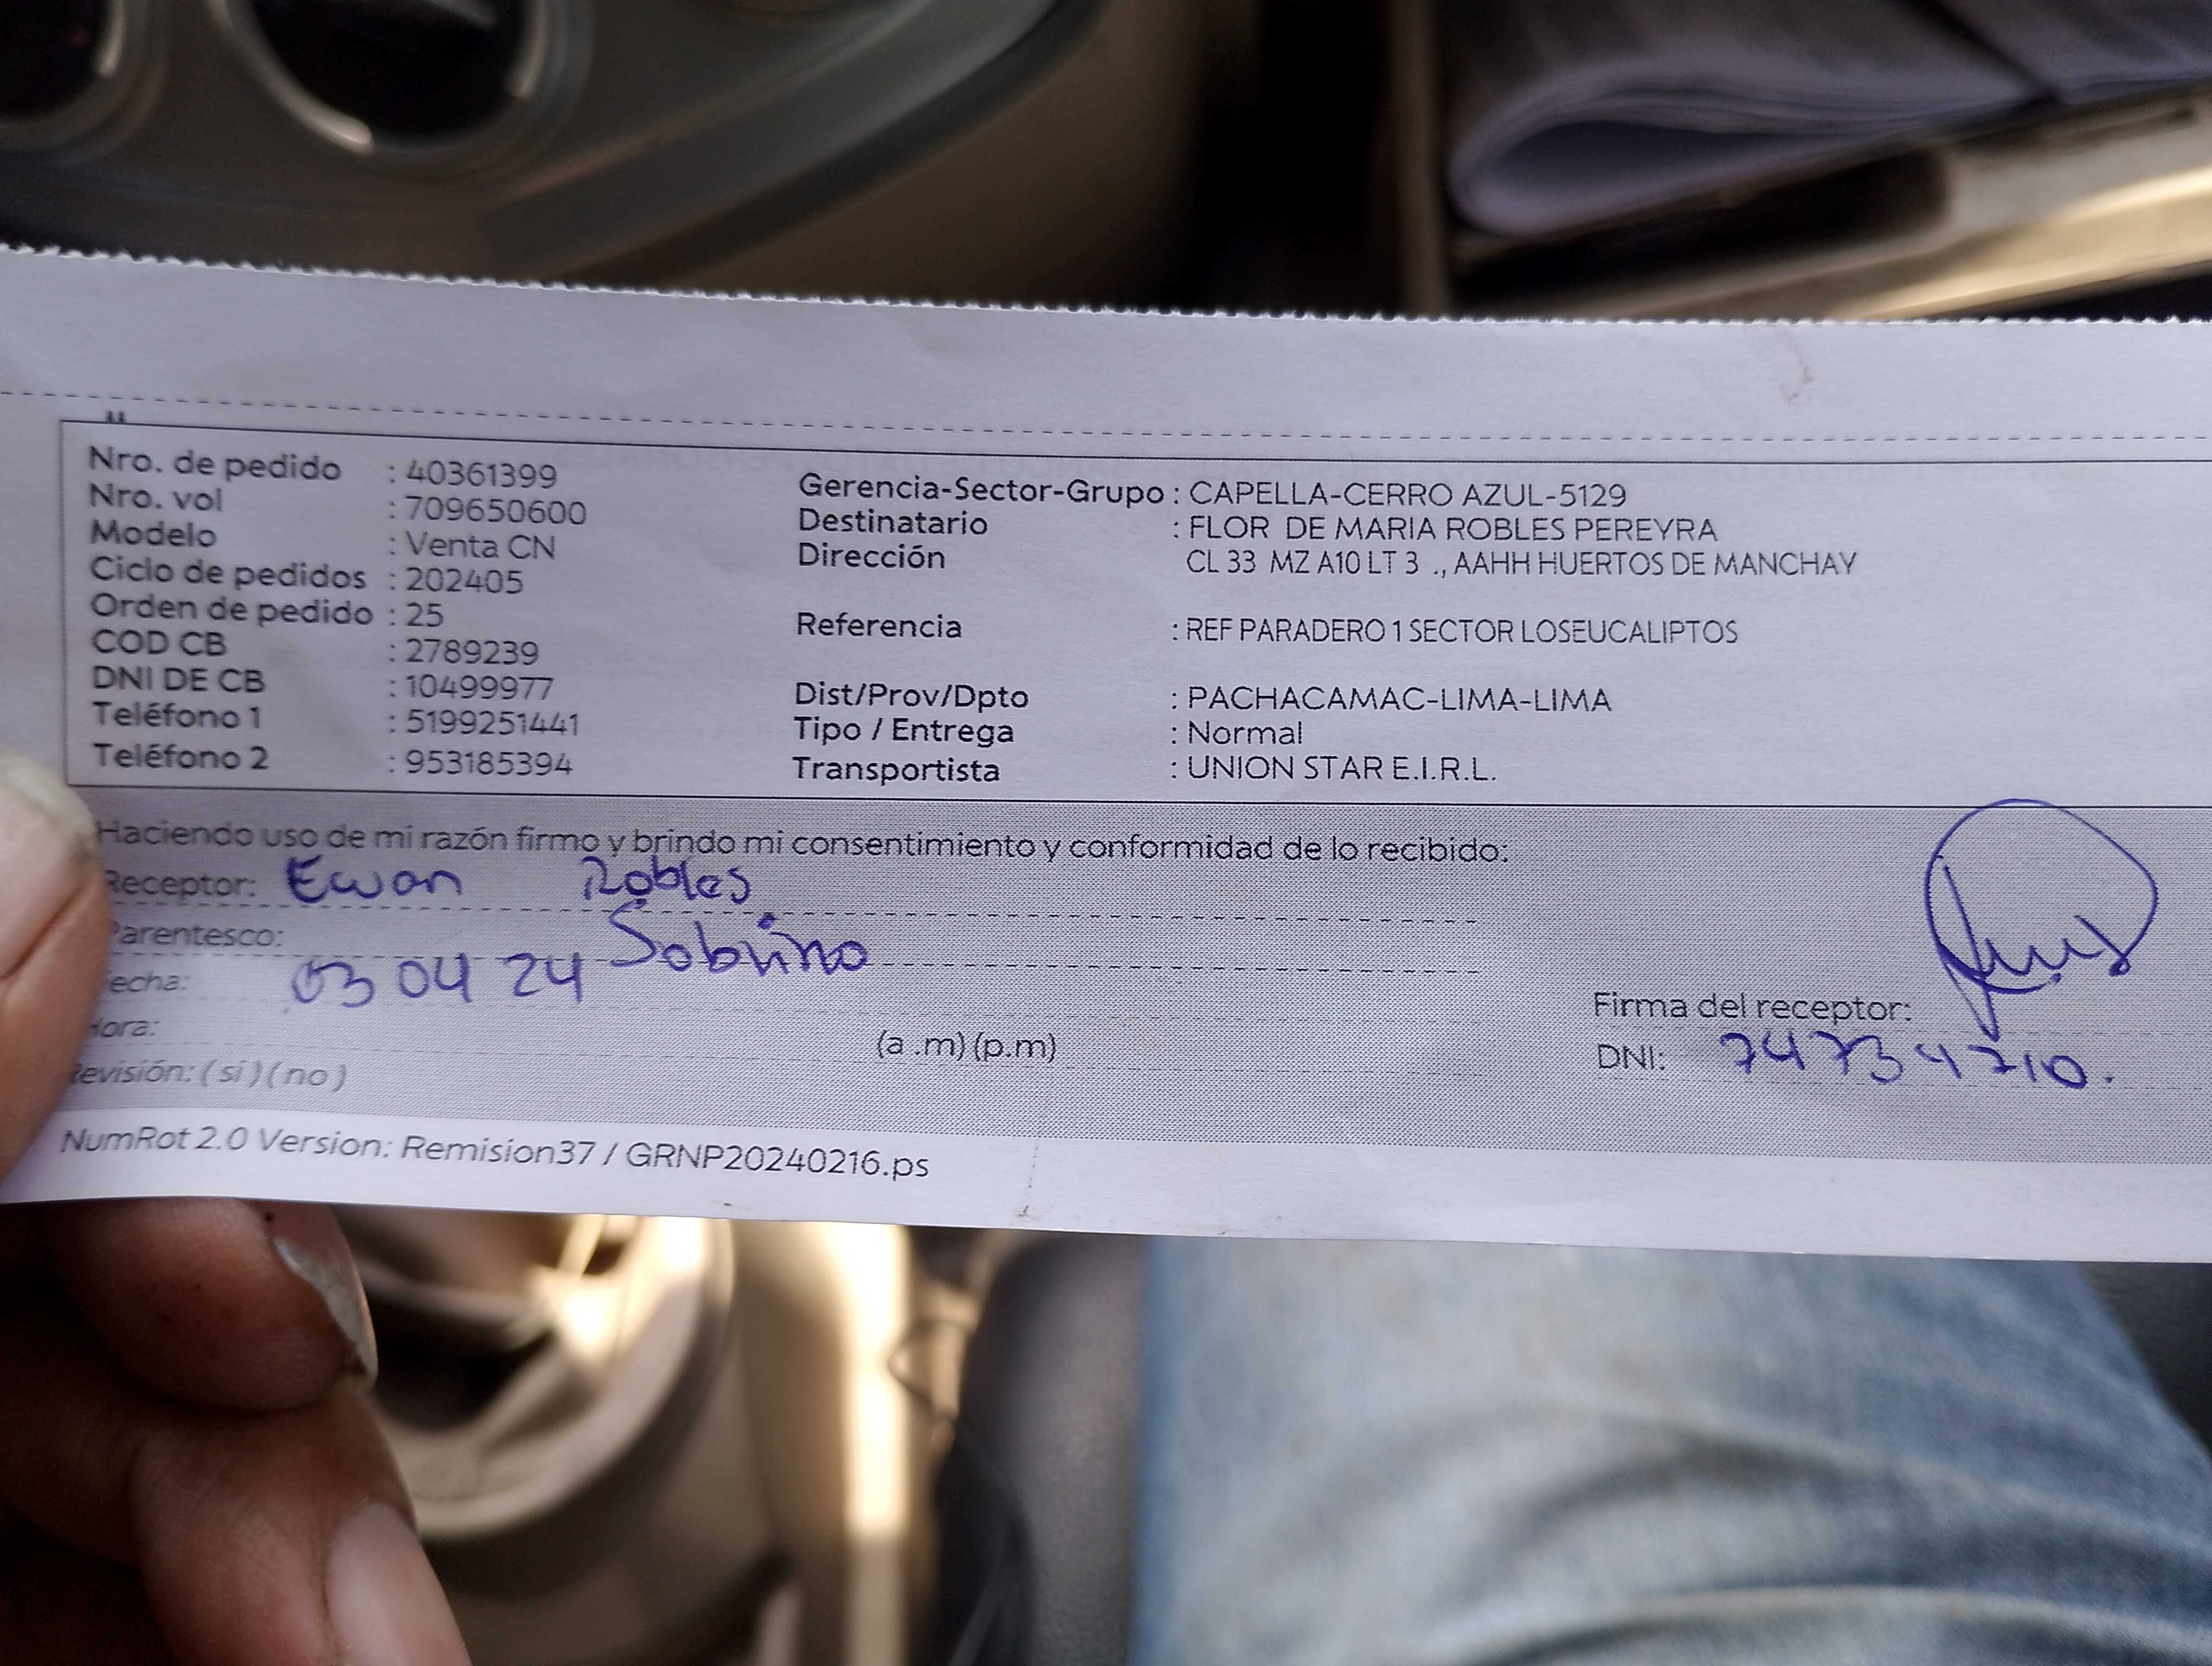 Nro. de pedido : 40361399
Nro. vol : 709650600
Modelo : Venta CN
Ciclo de pedidos : 202405
Orden de pedido : 25
COD CB : 2789239
DNI DE CB : 10499977
Teléfono 1 : 5199251441
Teléfono 2 : 953185394
Gerencia-Sector-Grupo : CAPELLA-CERRO AZUL-5129
Destinatario : FLOR DE MARIA ROBLES PEREYRA
Dirección CL 33 MZ A10 LT 3 ., AAHH HUERTOS DE MANCHAY
Referencia : REF PARADERO 1 SECTOR LOSEUCALIPTOS
Dist/Prov/Dpto : PACHACAMAC-LIMA-LIMA
Tipo / Entrega : Normal
Transportista : UNION STAR E.I.R.L.
Haciendo uso de mi razón firmo y brindo mi consentimiento y conformidad de lo recibido:
Receptor: Ewan Robles
Parentesco: Sobrino
echa: 03 04 24
Hora: (a .m) (p.m)
Revisión: ( si ) ( no )
Firma del receptor:
DNI: 74734710.
NumRot 2.0 Version: Remision37 / GRNP20240216.ps